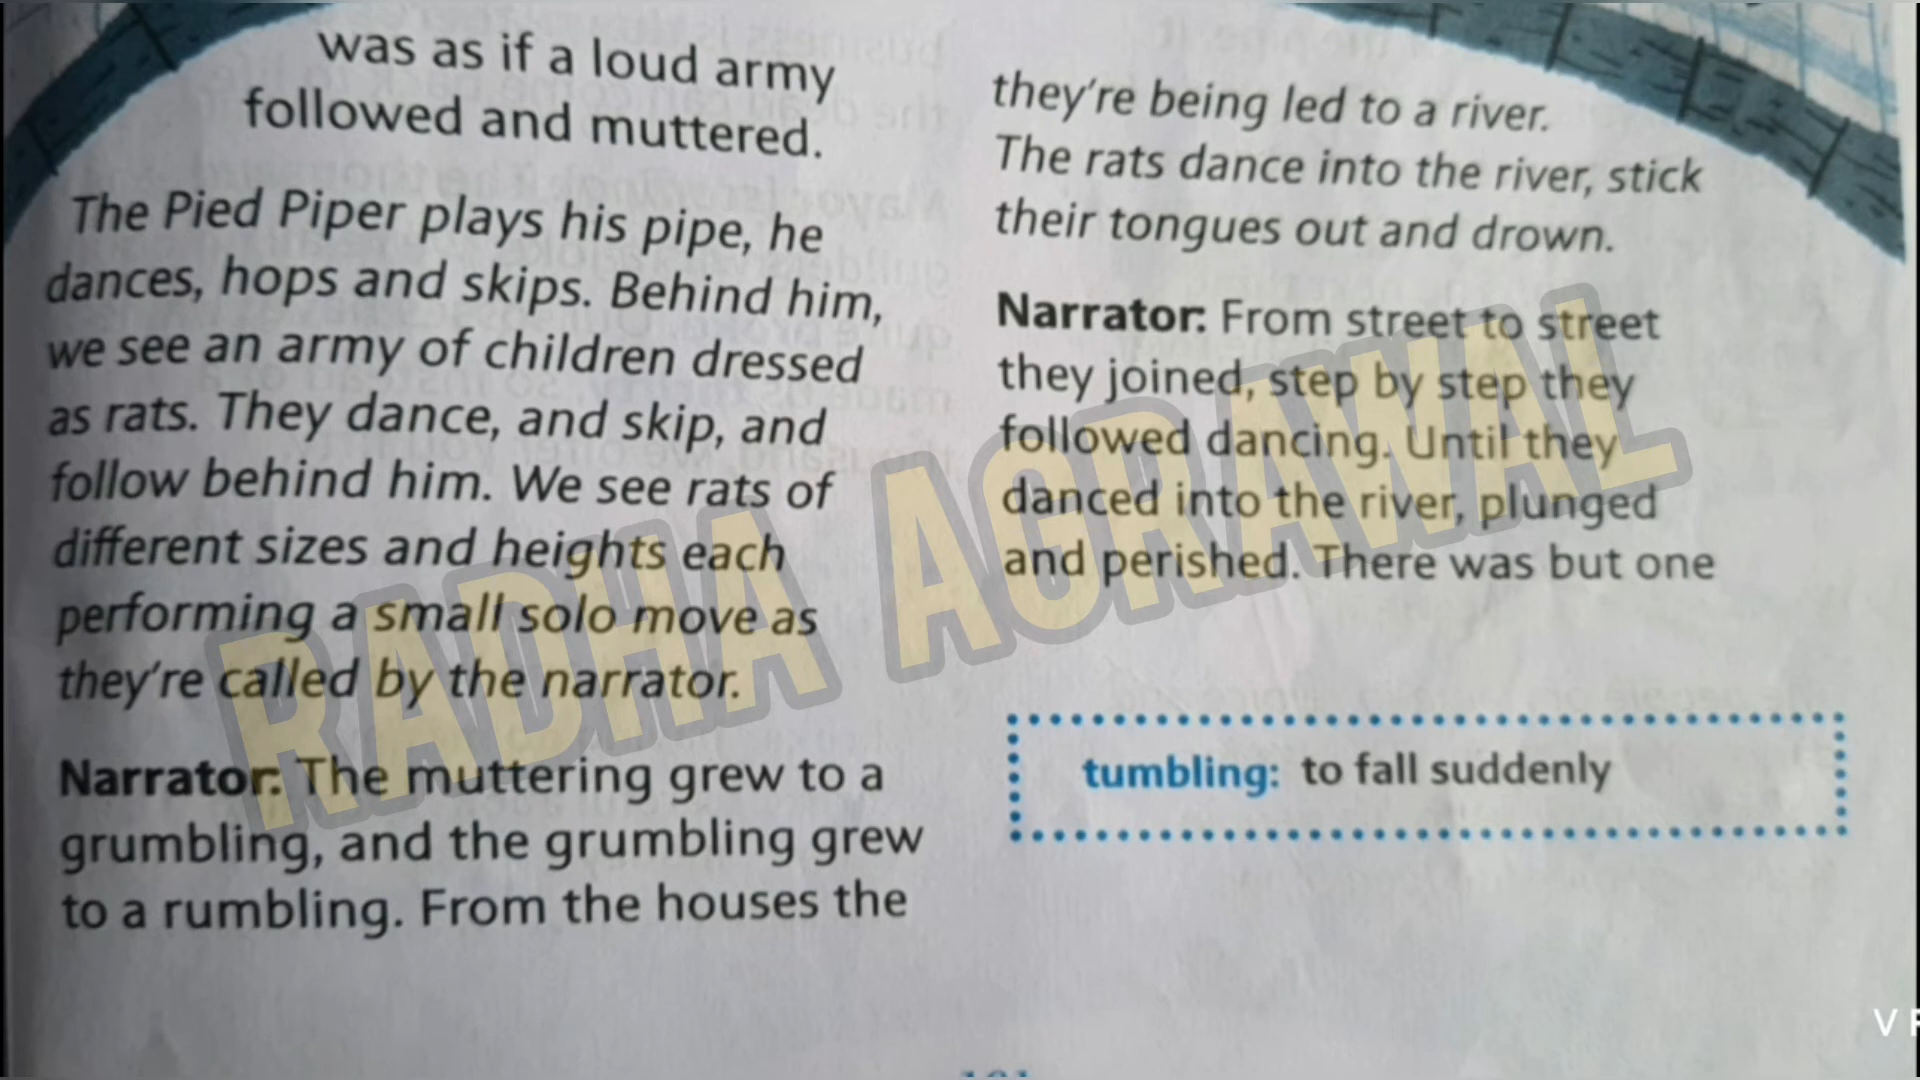 was as if a loud army
followed and muttered.
The Pied Piper plays his pipe, he
dances, hops and skips. Behind him,
we see an army of children dressed
as rats. They dance, and skip, and
follow behind him. We see rats of
different sizes and heights each
performing a small solo move as
they're called by the narrator.
Narrator: The muttering grew to a
grumbling, and the grumbling grew
to a rumbling. From the houses the
they're being led to a river.
The rats dance into the river, stick
their tongues out and drown.
Narrator: From street to street
they joined, step by step they
followed dancing. Until they
danced into the river, plunged
and perished. There was but one
tumbling: to fall suddenly
RADHA AGRAWAL
V